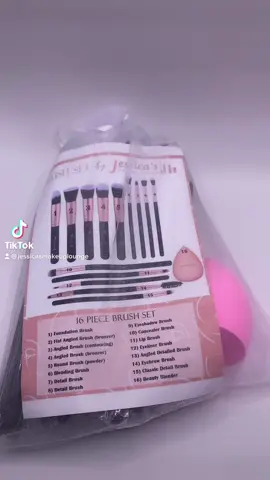 TikTok
@jessicasmakeuplounge
16 PIECE BRUSH SET
1) Foundation Brush
2) Flat Angled Brush (bronzer)
3) Angled Brush (contouring)
4) Angled Brush (bronzer)
5) Round Brush (powder)
6) Blending Brush
7) Detail Brush
8) Detail Brush
9) Eyeshadow Brush
10) Concealer Brush
11) Lip Brush
12) Eyeliner Brush
13) Angled Detailed Brush
14) Eyebrow Brush
15) Classic Detail Brush
16) Beauty Blender